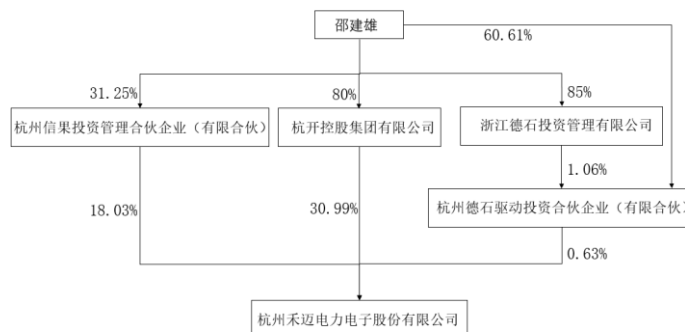 邵建雄
60.61%
31.25%
80%
85%
杭州信果投资管理合伙企业（有限合伙）
杭开控股集团有限公司
浙江德石投资管理有限公司
1.06%
18.03%
30.99%
杭州德石驱动投资合伙企业（有限合伙）
0.63%
杭州禾迈电力电子股份有限公司